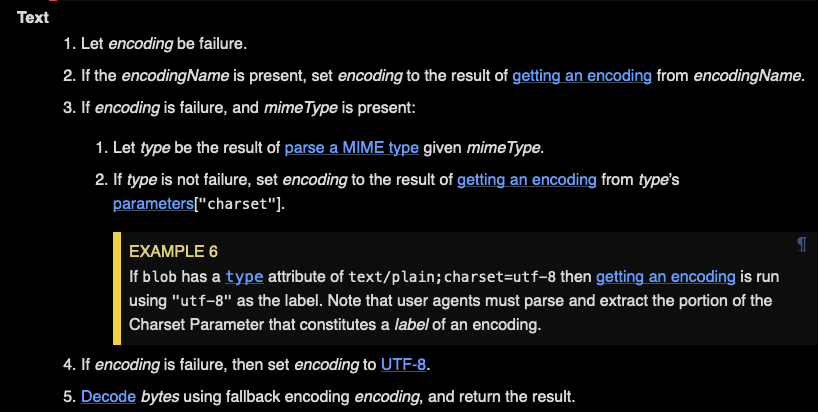 Text
1. Let encoding be failure.
2. If the encodingName is present, set encoding to the result of getting an encoding from encodingName.
3. If encoding is failure, and mimeType is present:
1. Let type be the result of parse a MIME type given mimeType.
2. If type is not failure, set encoding to the result of getting an encoding from type’s
parameters["charset"].
EXAMPLE 6 ¶
If blob has a type attribute of text/plain;charset=utf-8 then getting an encoding is run
using "utf-8" as the label. Note that user agents must parse and extract the portion of the
Charset Parameter that constitutes a label of an encoding.
4. If encoding is failure, then set encoding to UTF-8.
5. Decode bytes using fallback encoding encoding, and return the result.